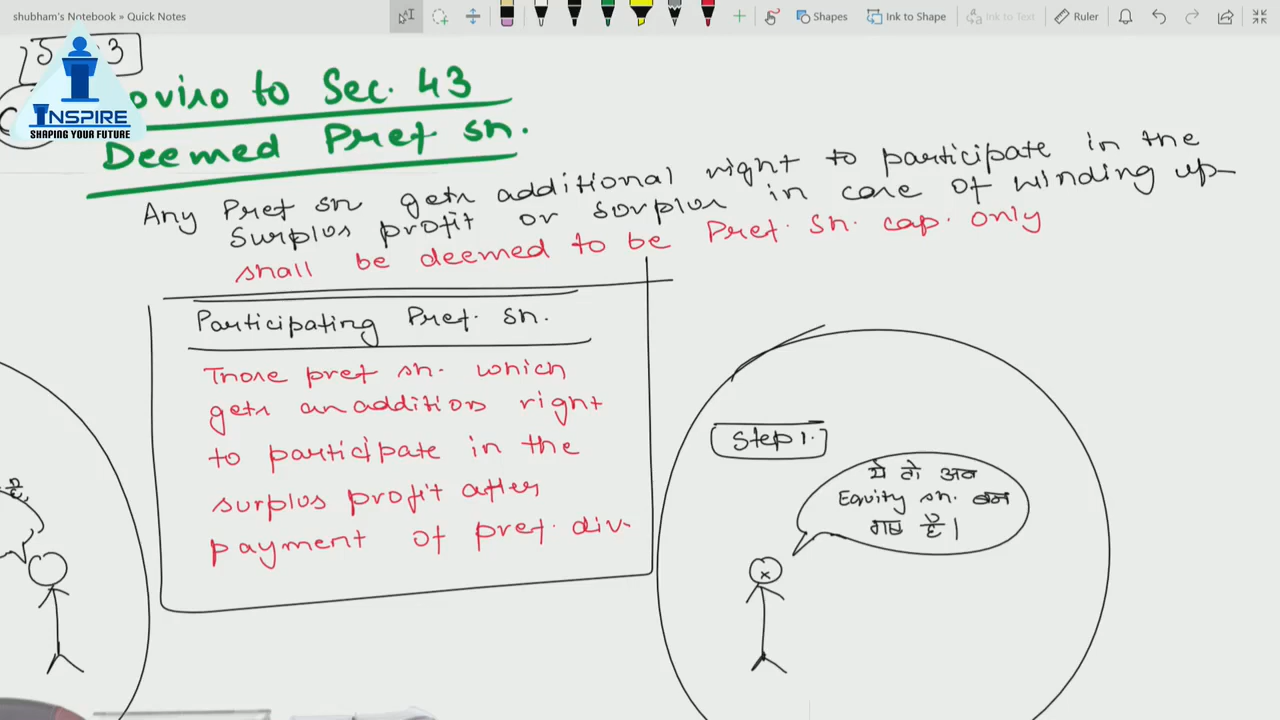 shubham's Notebook » Quick Notes
Shapes
Ink to Shape
Ink to Text
Ruler
INSPIRE
SHAPING YOUR FUTURE
oviso to Sec. 43
Deemed Pref sh.
Any Pref sh gets additional right to participate in the
surplus profit or surplus in case of winding up
shall be deemed to be Pref. sh. cap. only
Participating Pref. sh.
Those pref sh. which
gets an addition right
to participate in the
surplus profit after
payment of pref. div.
Step 1.
ये तो अब
Equity sh. बन
गए है।